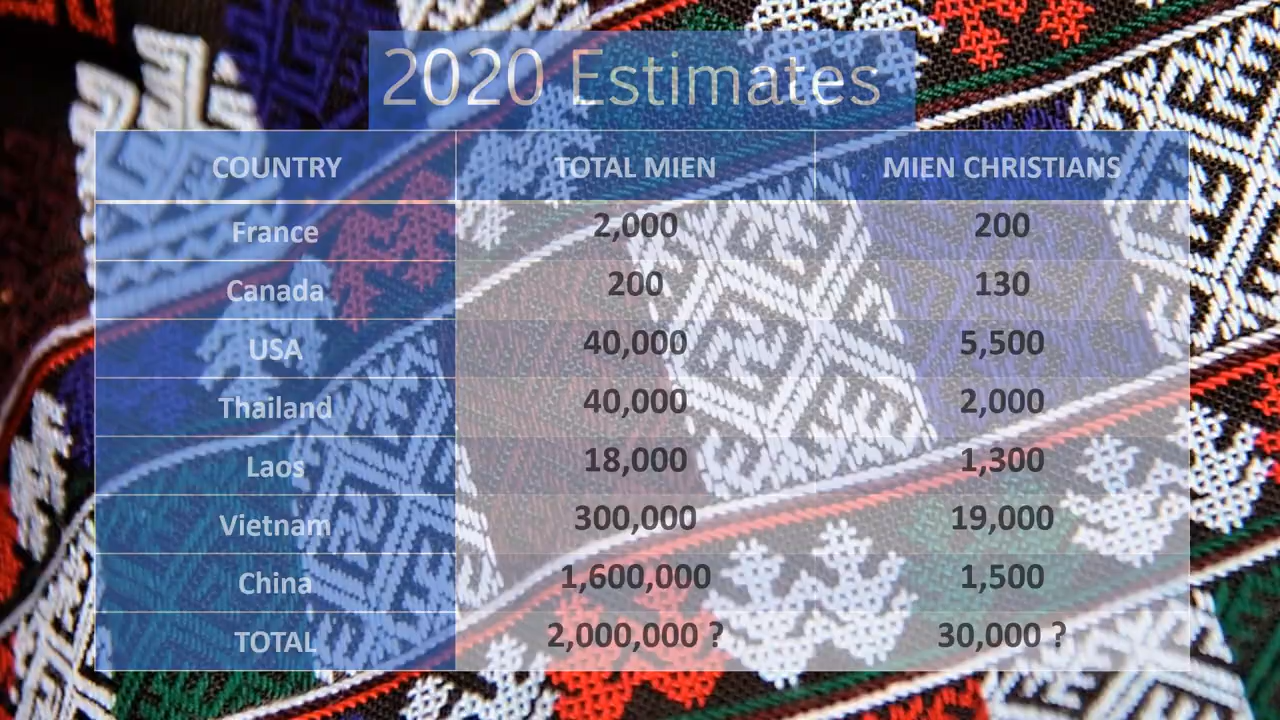 2020 Estimates
COUNTRY TOTAL MIEN MIEN CHRISTIANS
France 2,000 200
Canada 200 130
USA 40,000 5,500
Thailand 40,000 2,000
Laos 18,000 1,300
Vietnam 300,000 19,000
China 1,600,000 1,500
TOTAL 2,000,000 ? 30,000 ?